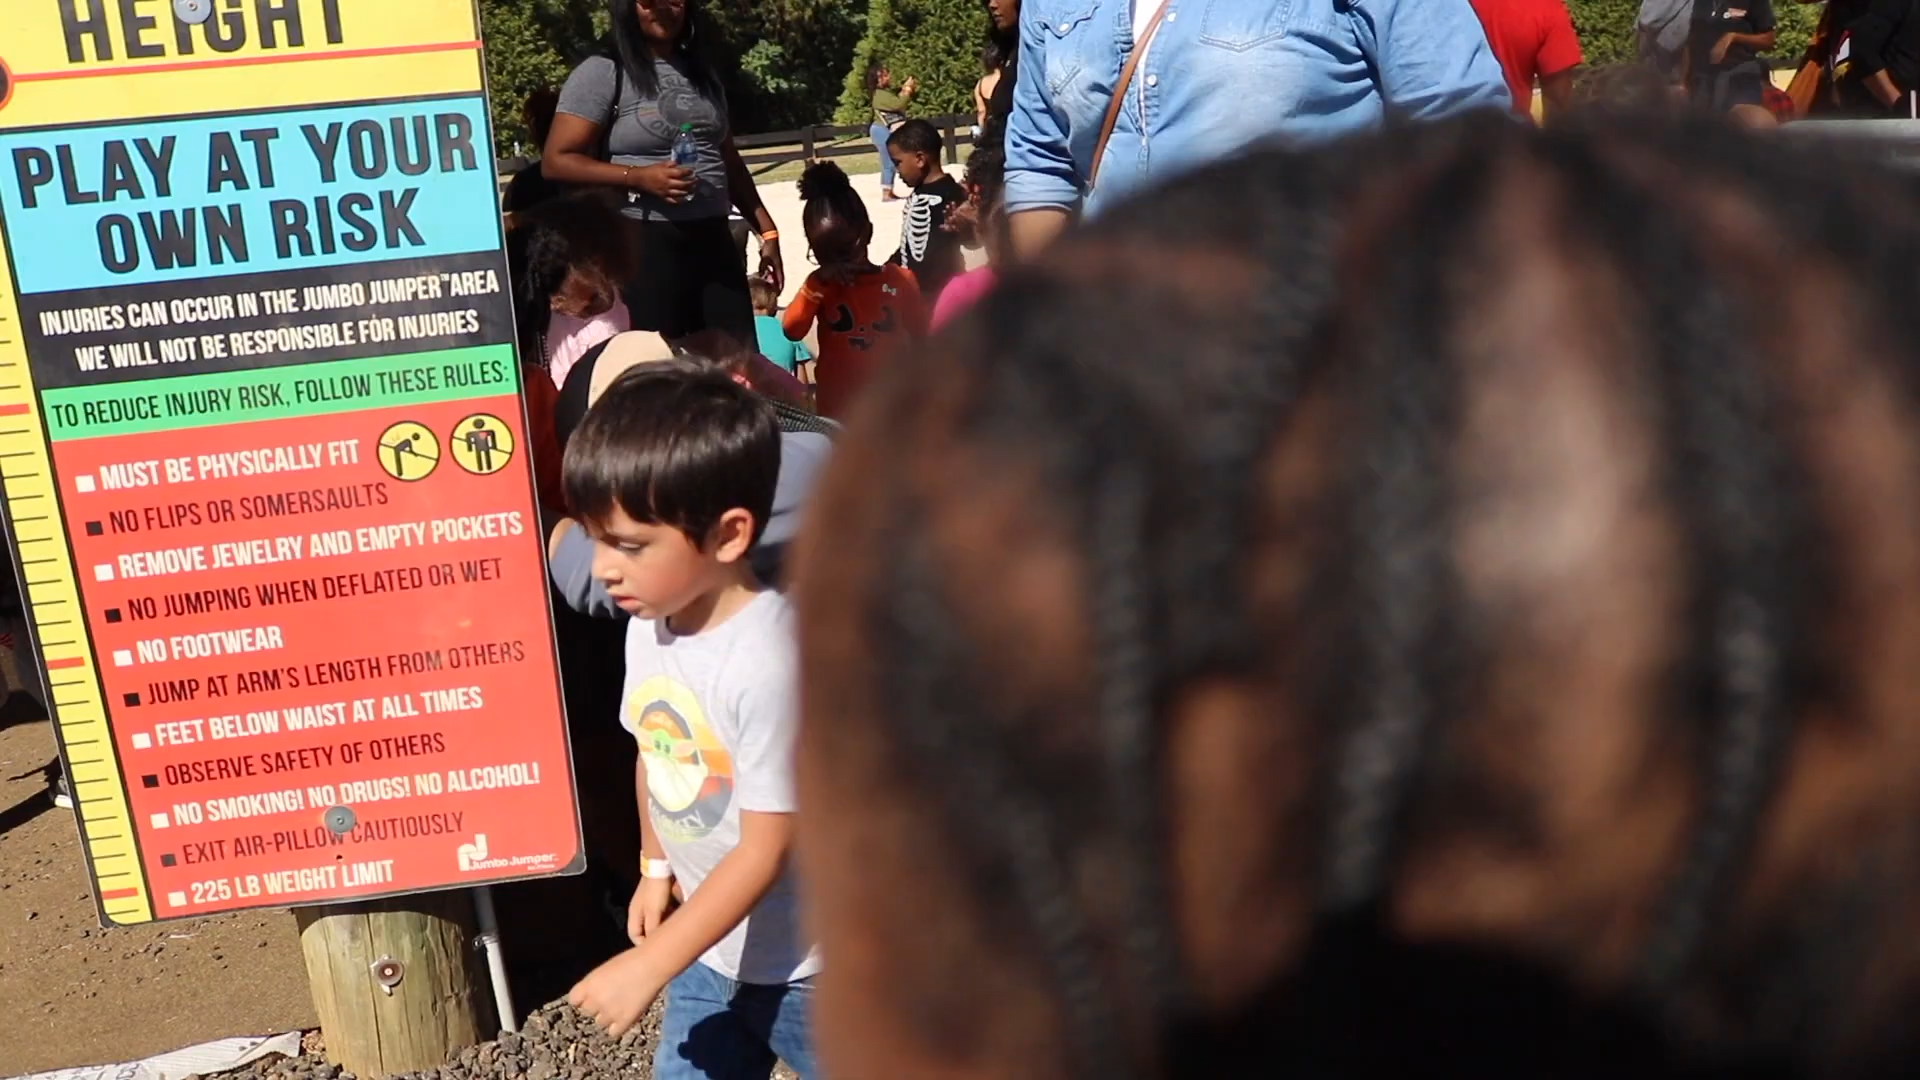 HEIGHT
PLAY AT YOUR
OWN RISK
INJURIES CAN OCCUR IN THE JUMBO JUMPER™ AREA
WE WILL NOT BE RESPONSIBLE FOR INJURIES
TO REDUCE INJURY RISK, FOLLOW THESE RULES:
MUST BE PHYSICALLY FIT
NO FLIPS OR SOMERSAULTS
REMOVE JEWELRY AND EMPTY POCKETS
NO JUMPING WHEN DEFLATED OR WET
NO FOOTWEAR
JUMP AT ARM'S LENGTH FROM OTHERS
FEET BELOW WAIST AT ALL TIMES
OBSERVE SAFETY OF OTHERS
NO SMOKING! NO DRUGS! NO ALCOHOL!
EXIT AIR-PILLOW CAUTIOUSLY
225 LB WEIGHT LIMIT
Jumbo Jumper